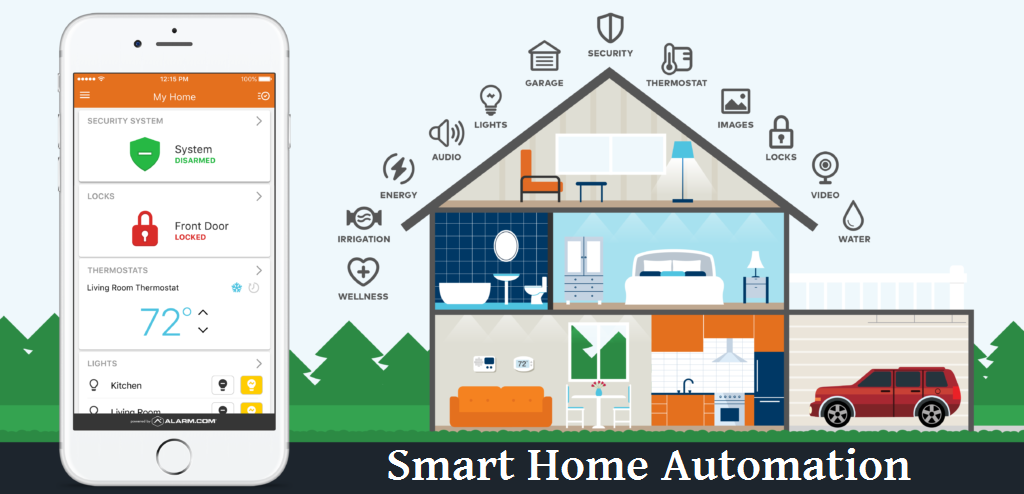 12:15 PM
100%
My Home
SECURITY SYSTEM
System
DISARMED
LOCKS
Front Door
LOCKED
THERMOSTATS
Living Room Thermostat
72°
LIGHTS
Kitchen
Living Room
powered by ALARM.COM
SECURITY
GARAGE
THERMOSTAT
LIGHTS
IMAGES
AUDIO
LOCKS
ENERGY
VIDEO
IRRIGATION
WATER
WELLNESS
72°
Smart Home Automation